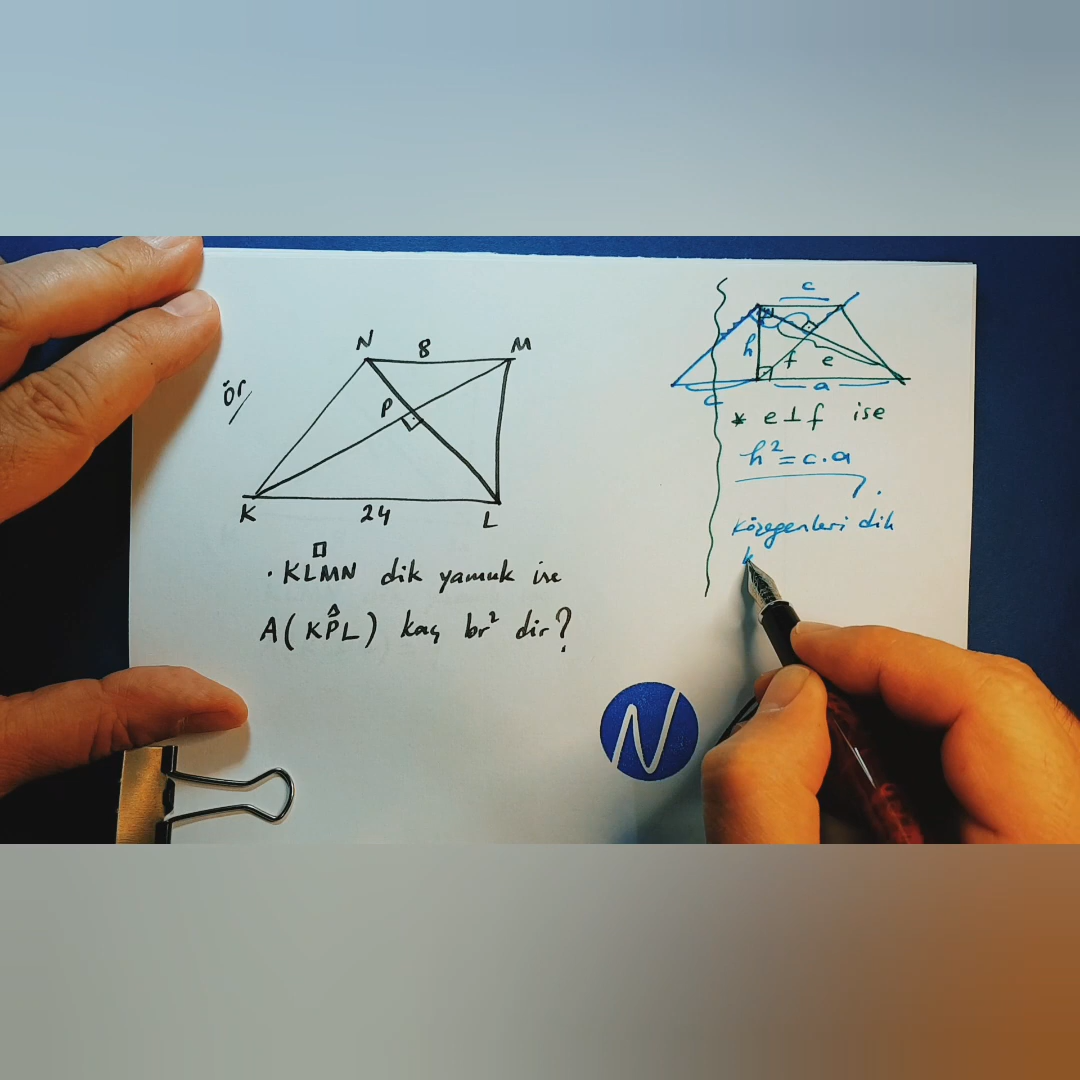 ör/
N 8 M
P
K 24 L
. KLMN dik yamuk ise
A(KPL) kaç br² dir?
c
h f e
c a
* e⊥f ise
h² = c.a
Köşegenleri dik
k
N